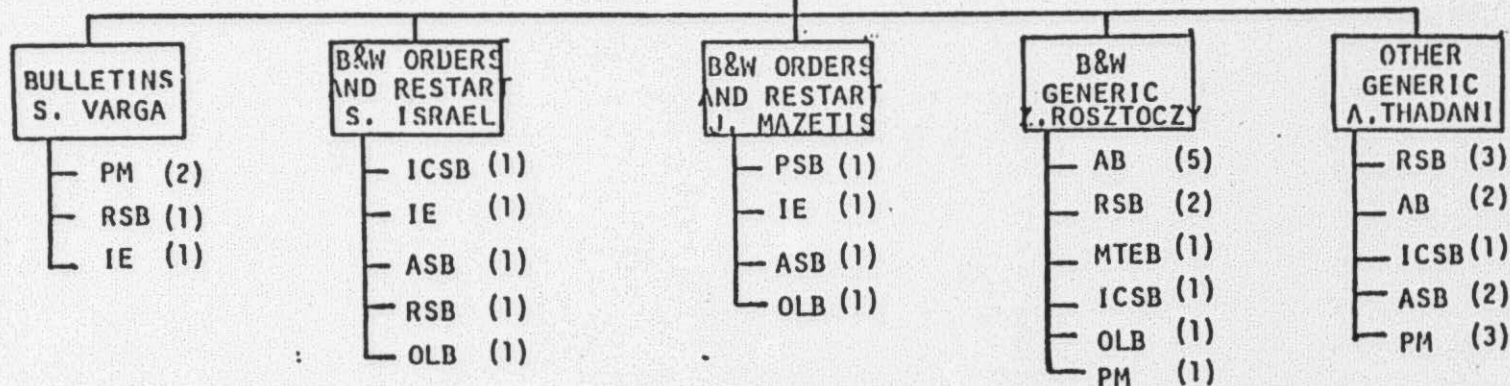 BULLETINS
S. VARGA
PM (2)
RSB (1)
IE (1)
B&W ORDERS
AND RESTART
S. ISRAEL
ICSB (1)
IE (1)
ASB (1)
RSB (1)
OLB (1)
B&W ORDERS
AND RESTART
J. MAZETIS
PSB (1)
IE (1)
ASB (1)
OLB (1)
B&W
GENERIC
Z.ROSZTOCZY
AB (5)
RSB (2)
MTEB (1)
ICSB (1)
OLB (1)
PM (1)
OTHER
GENERIC
A.THADANI
RSB (3)
AB (2)
ICSB (1)
ASB (2)
PM (3)